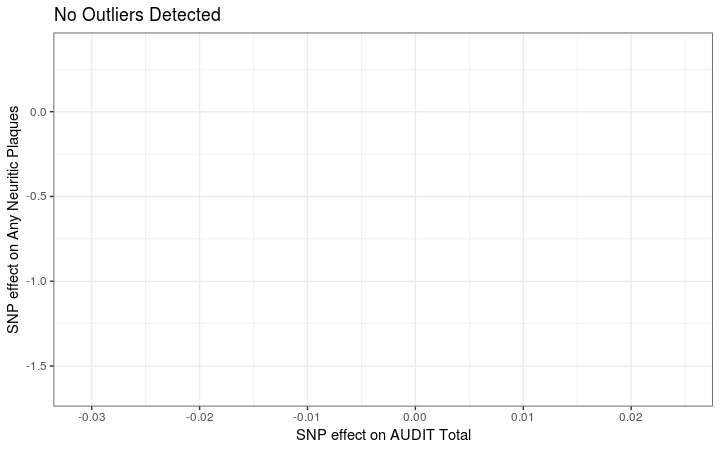 No Outliers Detected
SNP effect on Any Neuritic Plaques
0.0
-0.5
-1.0
-1.5
-0.03 -0.02 -0.01 0.00 0.01 0.02
SNP effect on AUDIT Total